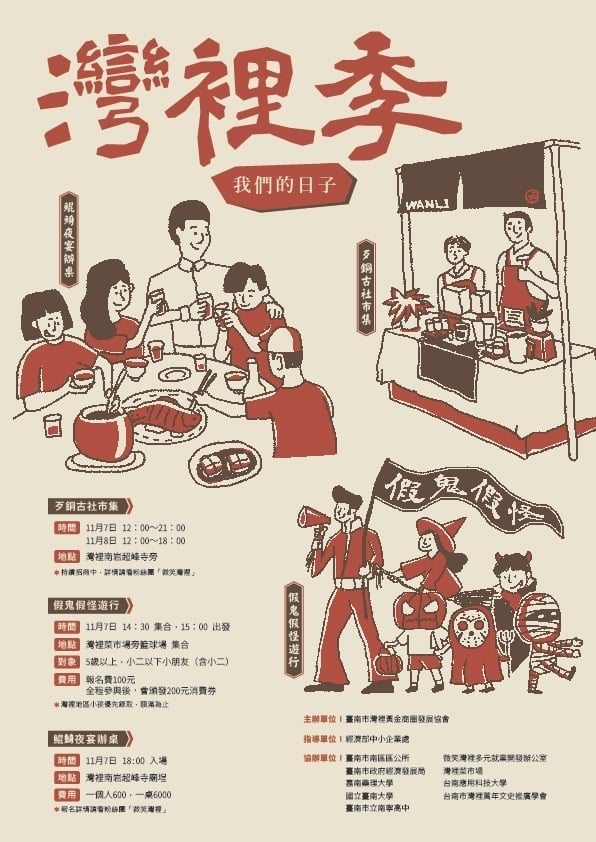 灣裡季
我們的日子
鯤鯓夜宴辦桌
歹銅古社市集
WANLI
假鬼假怪
假鬼假怪遊行
歹銅古社市集
時間 11月7日 12：00～21：00
11月8日 12：00～18：00
地點 灣裡南岩超峰寺旁
＊持續招商中，詳情請看粉絲團「微笑灣裡」
假鬼假怪遊行
時間 11月7日 14：30 集合，15：00 出發
地點 灣裡菜市場旁籃球場 集合
對象 5歲以上，小二以下小朋友（含小二）
費用 報名費100元
全程參與後，會頒發200元消費券
＊灣裡地區小孩優先錄取，額滿為止
鯤鯓夜宴辦桌
時間 11月7日 18:00 入場
地點 灣裡南岩超峰寺廟埕
費用 一個人600，一桌6000
＊報名詳情請看粉絲團「微笑灣裡」
主辦單位｜臺南市灣裡黃金商圈發展協會
指導單位｜經濟部中小企業處
協辦單位｜臺南市南區區公所 微笑灣裡多元就業開發辦公室
臺南市政府經濟發展局 灣裡菜市場
嘉南藥理大學 台南應用科技大學
國立臺南大學 台南市灣裡萬年文史推廣學會
臺南市立南寧高中